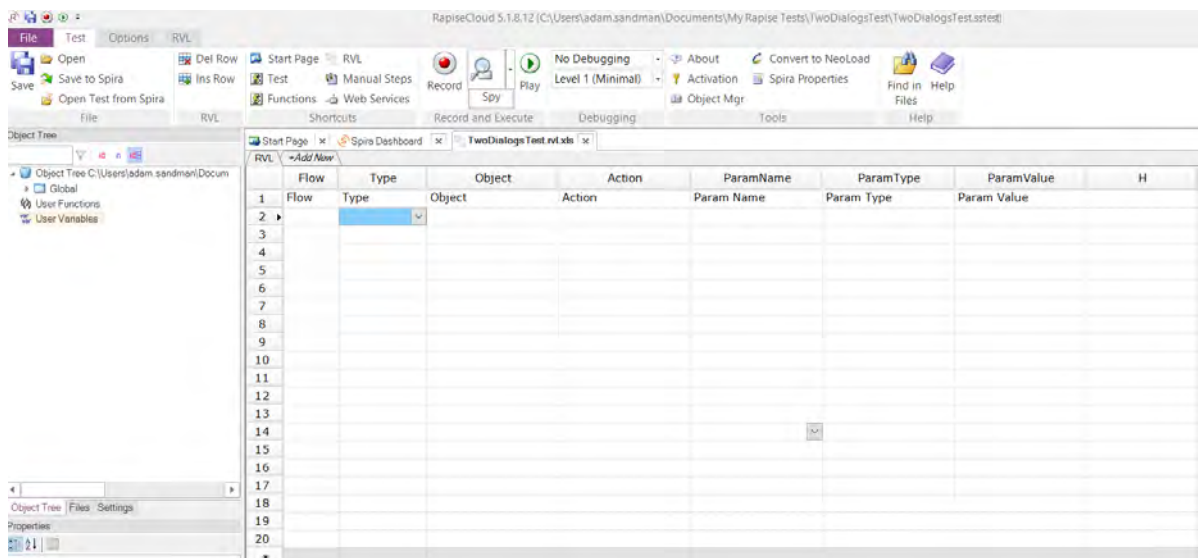 RapiseCloud 5.1.8.12 [C:\Users\adam.sandman\Documents\My Rapise Tests\TwoDialogsTest\TwoDialogsTest.sstest]
File Test Options RVL
Open Del Row Start Page RVL No Debugging About Convert to NeoLoad
Save Save to Spira Ins Row Test Manual Steps Record Spy Play Level 1 (Minimal) Activation Spira Properties Find in Files Help
Open Test from Spira Functions Web Services Object Mgr
File RVL Shortcuts Record and Execute Debugging Tools Help
Object Tree
Start Page x Spira Dashboard x TwoDialogsTest.rvl.xls x
RVL +Add New
Object Tree C:\Users\adam.sandman\Docum
Global
User Functions
User Variables
Flow Type Object Action ParamName ParamType ParamValue H
1 Flow Type Object Action Param Name Param Type Param Value
2
3
4
5
6
7
8
9
10
11
12
13
14
15
16
17
18
19
20
Object Tree Files Settings
Properties